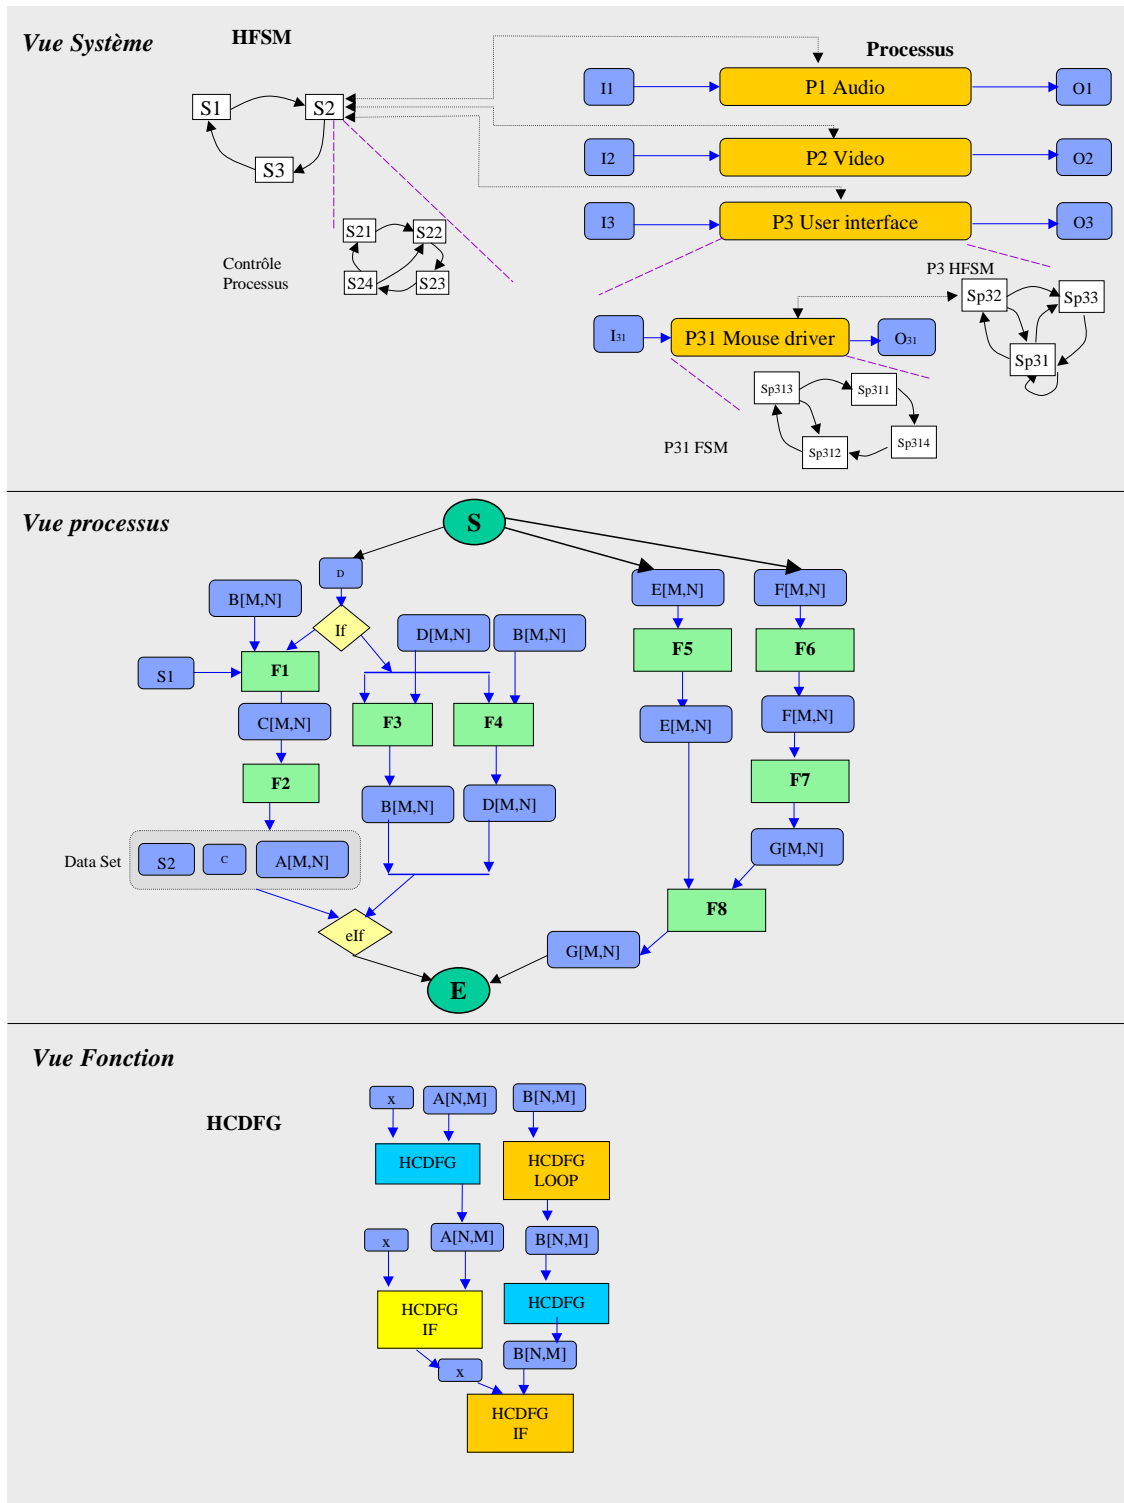 Vue Système
HFSM
Processus
I1
P1 Audio
O1
S1
S2
I2
P2 Video
O2
S3
I3
P3 User interface
O3
S21
S22
Contrôle
Processus
S24
S23
P3 HFSM
Sp32
Sp33
I31
P31 Mouse driver
O31
Sp31
Sp313
Sp311
P31 FSM
Sp312
Sp314
Vue processus
S
D
B[M,N]
E[M,N]
F[M,N]
If
D[M,N]
B[M,N]
F5
F6
S1
F1
C[M,N]
F3
F4
E[M,N]
F[M,N]
F2
F7
B[M,N]
D[M,N]
Data Set
S2
C
A[M,N]
G[M,N]
F8
eIf
G[M,N]
E
Vue Fonction
HCDFG
x
A[N,M]
B[N,M]
HCDFG
HCDFG
LOOP
x
A[N,M]
B[N,M]
HCDFG
IF
HCDFG
x
B[N,M]
HCDFG
IF